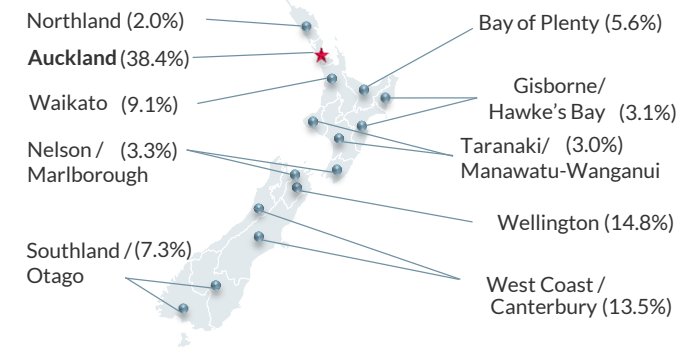 Northland (2.0%)
Auckland (38.4%)
Waikato (9.1%)
Nelson / (3.3%)
Marlborough
Southland / (7.3%)
Otago
Bay of Plenty (5.6%)
Gisborne/
Hawke’s Bay (3.1%)
Taranaki/ (3.0%)
Manawatu-Wanganui
Wellington (14.8%)
West Coast /
Canterbury (13.5%)